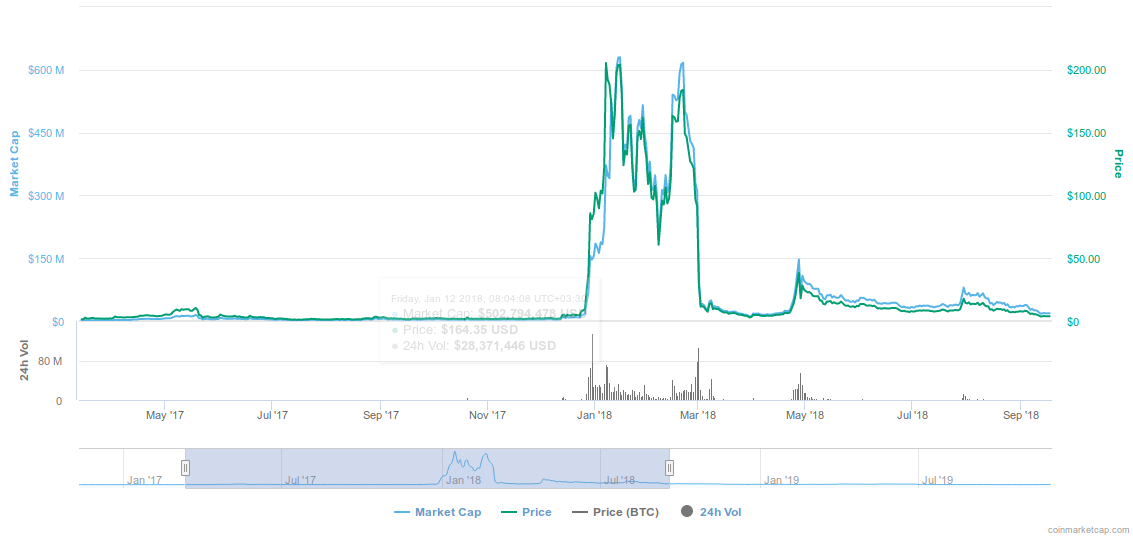 $600 M
$450 M
$300 M
$150 M
$0
Market Cap
$200.00
$150.00
$100.00
$50.00
$0
Price
Friday, Jan 12 2018, 08:04:08 UTC+03:30
Market Cap: $502,794,478 USD
Price: $164.35 USD
24h Vol: $28,371,446 USD
80 M
0
24h Vol
May '17 Jul '17 Sep '17 Nov '17 Jan '18 Mar '18 May '18 Jul '18 Sep '18
Jan '17 Jul '17 Jan '18 Jul '18 Jan '19 Jul '19
Market Cap Price Price (BTC) 24h Vol
coinmarketcap.com